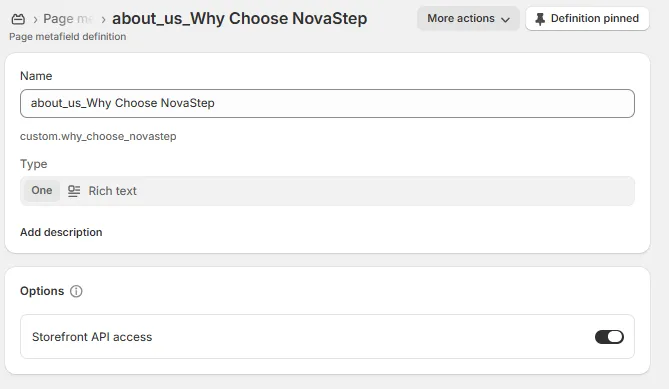 Page me › about_us_Why Choose NovaStep
More actions
Definition pinned
Page metafield definition
Name
about_us_Why Choose NovaStep
custom.why_choose_novastep
Type
One Rich text
Add description
Options
Storefront API access